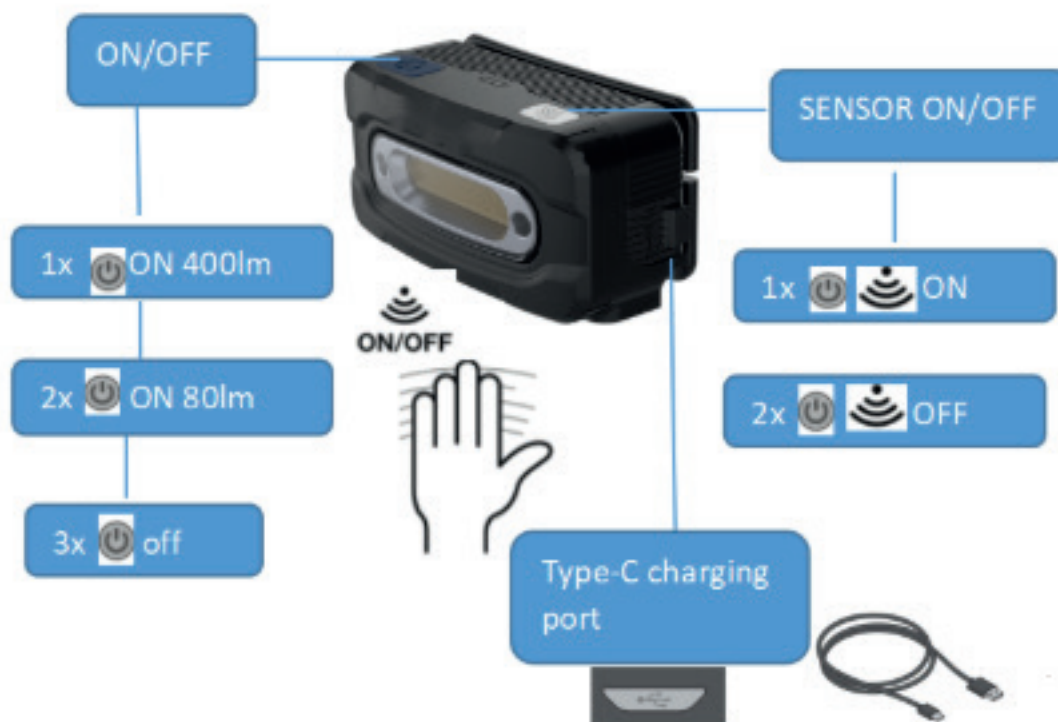 ON/OFF
SENSOR ON/OFF
1x ON 400lm
2x ON 80lm
3x off
ON/OFF
1x ON
2x OFF
Type-C charging
port